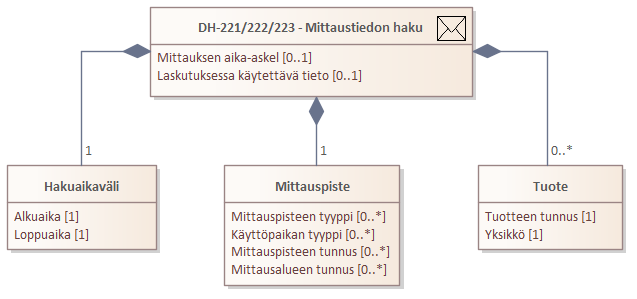 DH-221/222/223 - Mittaustiedon haku
Mittauksen aika-askel [0..1]
Laskutuksessa käytettävä tieto [0..1]
1
1
0..*
Hakuaikaväli
Alkuaika [1]
Loppuaika [1]
Mittauspiste
Mittauspisteen tyyppi [0..*]
Käyttöpaikan tyyppi [0..*]
Mittauspisteen tunnus [0..*]
Mittausalueen tunnus [0..*]
Tuote
Tuotteen tunnus [1]
Yksikkö [1]